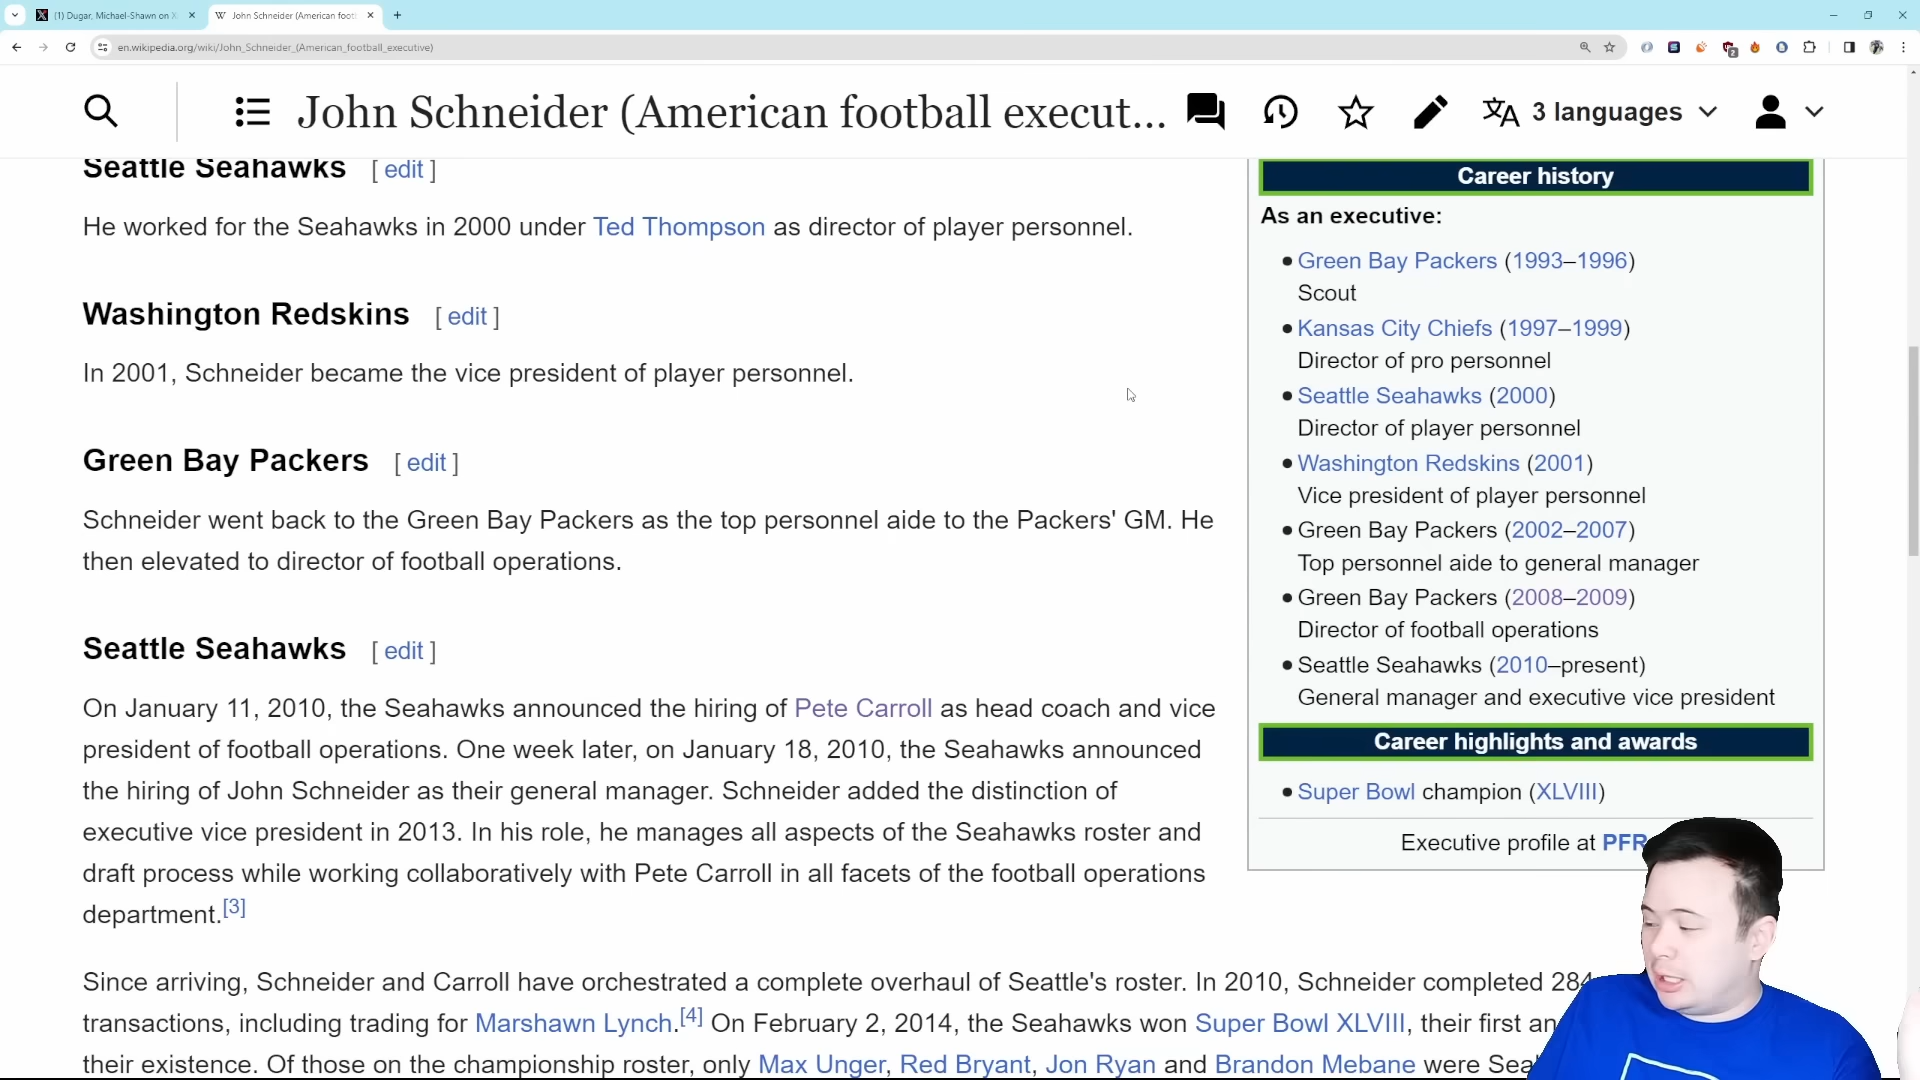 (1) Dugar, Michael-Shawn on X
John Schneider (American foot
en.wikipedia.org/wiki/John_Schneider_(American_football_executive)
John Schneider (American football execut...
3 languages
Seattle Seahawks [ edit ]
He worked for the Seahawks in 2000 under Ted Thompson as director of player personnel.
Washington Redskins [ edit ]
In 2001, Schneider became the vice president of player personnel.
Green Bay Packers [ edit ]
Schneider went back to the Green Bay Packers as the top personnel aide to the Packers' GM. He
then elevated to director of football operations.
Seattle Seahawks [ edit ]
On January 11, 2010, the Seahawks announced the hiring of Pete Carroll as head coach and vice
president of football operations. One week later, on January 18, 2010, the Seahawks announced
the hiring of John Schneider as their general manager. Schneider added the distinction of
executive vice president in 2013. In his role, he manages all aspects of the Seahawks roster and
draft process while working collaboratively with Pete Carroll in all facets of the football operations
department.[3]
Since arriving, Schneider and Carroll have orchestrated a complete overhaul of Seattle's roster. In 2010, Schneider completed 284
transactions, including trading for Marshawn Lynch.[4] On February 2, 2014, the Seahawks won Super Bowl XLVIII, their first an
their existence. Of those on the championship roster, only Max Unger, Red Bryant, Jon Ryan and Brandon Mebane were Sea
Career history
As an executive:
Green Bay Packers (1993–1996)
Scout
Kansas City Chiefs (1997–1999)
Director of pro personnel
Seattle Seahawks (2000)
Director of player personnel
Washington Redskins (2001)
Vice president of player personnel
Green Bay Packers (2002–2007)
Top personnel aide to general manager
Green Bay Packers (2008–2009)
Director of football operations
Seattle Seahawks (2010–present)
General manager and executive vice president
Career highlights and awards
Super Bowl champion (XLVIII)
Executive profile at PFR